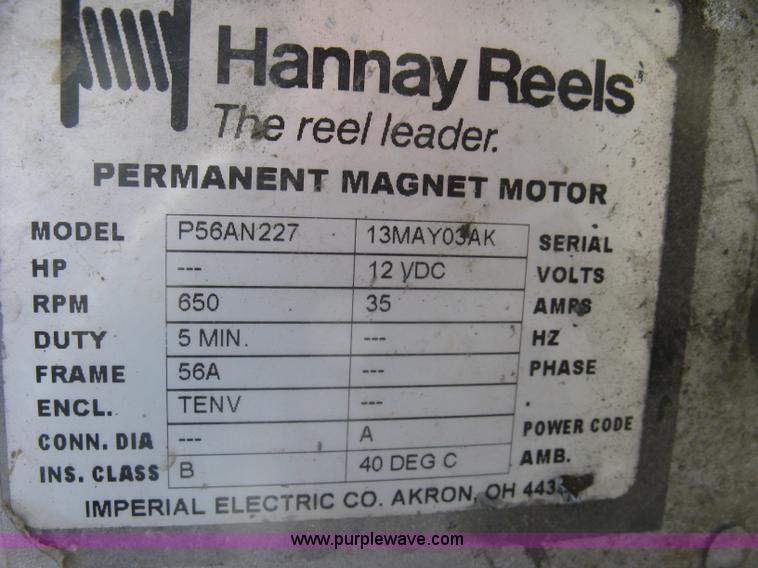 Hannay Reels
The reel leader.
PERMANENT MAGNET MOTOR
MODEL P56AN227 13MAY03AK SERIAL
HP --- 12 VDC VOLTS
RPM 650 35 AMPS
DUTY 5 MIN. --- HZ
FRAME 56A --- PHASE
ENCL. TENV --- .
CONN. DIA --- A POWER CODE
INS. CLASS B 40 DEG C AMB.
IMPERIAL ELECTRIC CO. AKRON, OH
www.purplewave.com